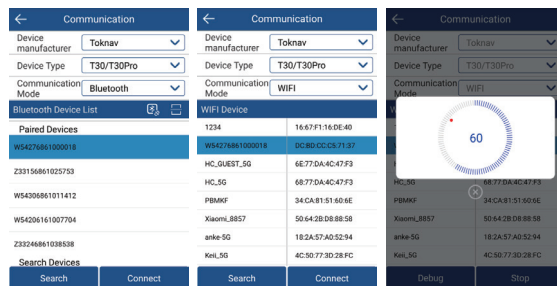 Communication
Device
manufacturer
Toknav
Device Type
T30/T30Pro
Communication
Mode
Bluetooth
Bluetooth Device List
Paired Devices
W54276861000018
Z33156861025753
W54306861011412
W54206161007704
Z33246861038538
Search Devices
Search
Connect
Communication
Device
manufacturer
Toknav
Device Type
T30/T30Pro
Communication
Mode
WIFI
WIFI Device
1234 16:67:F1:16:DE:40
W54276861000018 DC:BD:CC:C5:71:37
HC_GUEST_5G 6E:77:DA:4C:47:F3
HC_5G 68:77:DA:4C:47:F3
PBMKF 34:CA:81:51:60:6E
Xiaomi_8857 50:64:2B:D8:88:58
anke-5G 18:2A:57:A0:52:94
Keii_5G 4C:50:77:3D:28:FC
Search
Connect
Communication
Device
manufacturer
Toknav
Device Type
T30/T30Pro
Communication
Mode
WIFI
60
HC_5G 68:77:DA:4C:47:F3
PBMKF 34:CA:81:51:60:6E
Xiaomi_8857 50:64:2B:D8:88:58
anke-5G 18:2A:57:A0:52:94
Keii_5G 4C:50:77:3D:28:FC
Debug
Stop